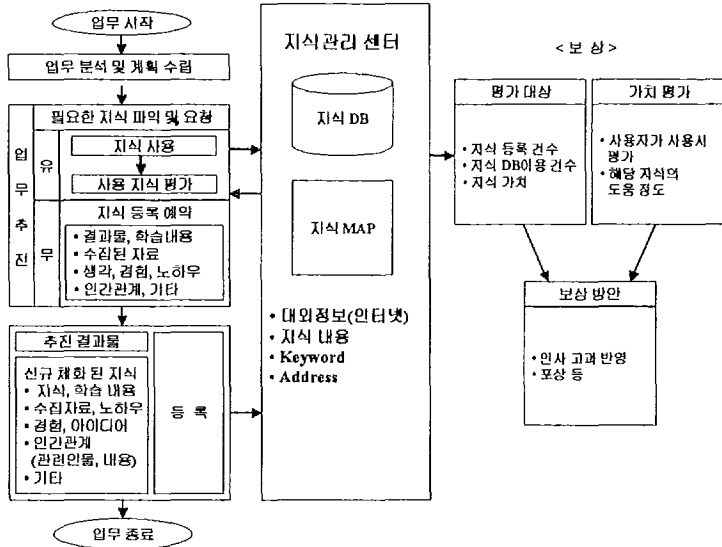 업무 시작
업무 분석 및 계획 수립
업무추진
필요한 지식 파악 및 요청
유
지식 사용
사용 지식 평가
무
지식 등록 예약
• 결과물, 학습내용
• 수집된 자료
• 생각, 경험, 노하우
• 인간관계, 기타
추진 결과물
신규 체화 된 지식
• 지식, 학습 내용
• 수집자료, 노하우
• 경험, 아이디어
• 인간관계
(관련인물, 내용)
• 기타
등 록
업무 종료
지식관리 센터
지식 DB
지식 MAP
• 대외정보(인터넷)
• 지식 내용
• Keyword
• Address
< 보 상 >
평가 대상
• 지식 등록 건수
• 지식 DB이용 건수
• 지식 가치
가치 평가
• 사용자가 사용시
평가
• 해당 지식의
도움 정도
보상 방안
• 인사 고과 반영
• 포상 등